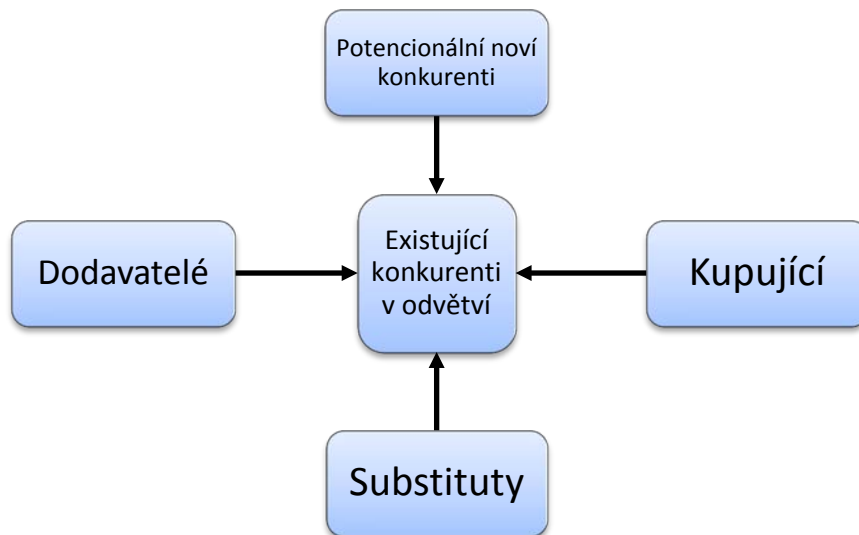 Potencionální noví
konkurenti
Dodavatelé
Existující
konkurenti
v odvětví
Kupující
Substituty